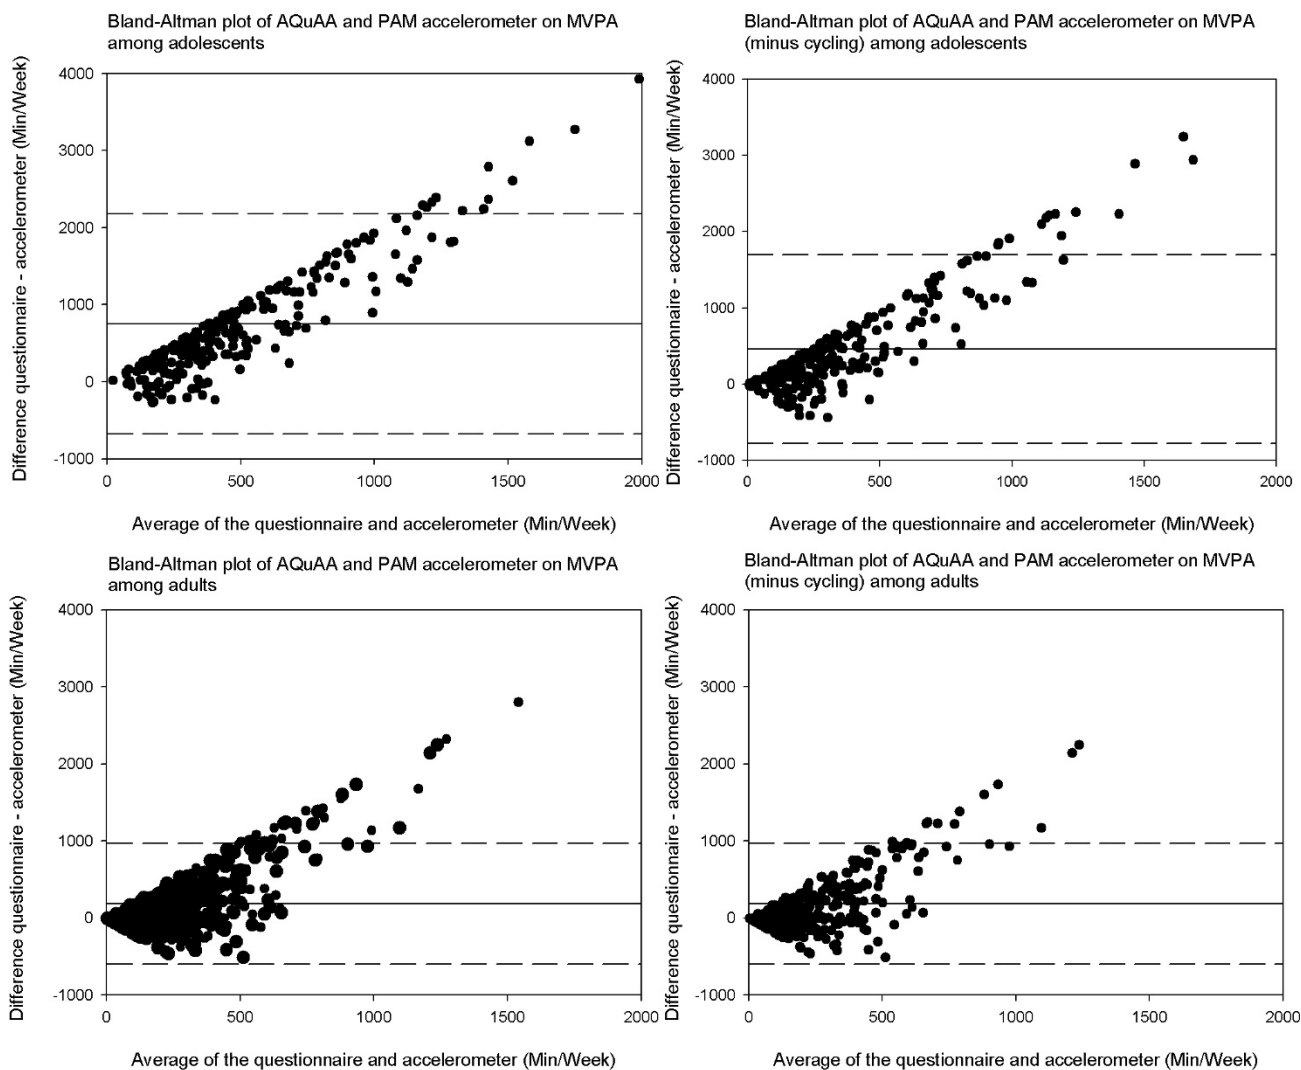 Bland-Altman plot of AQuAA and PAM accelerometer on MVPA
among adolescents
Difference questionnaire - accelerometer (Min/Week)
4000
3000
2000
1000
0
-1000
0 500 1000 1500 2000
Average of the questionnaire and accelerometer (Min/Week)
Bland-Altman plot of AQuAA and PAM accelerometer on MVPA
(minus cycling) among adolescents
Difference questionnaire - accelerometer (Min/Week)
4000
3000
2000
1000
0
-1000
0 500 1000 1500 2000
Average of the questionnaire and accelerometer (Min/Week)
Bland-Altman plot of AQuAA and PAM accelerometer on MVPA
among adults
Difference questionnaire - accelerometer (Min/Week)
4000
3000
2000
1000
0
-1000
0 500 1000 1500 2000
Average of the questionnaire and accelerometer (Min/Week)
Bland-Altman plot of AQuAA and PAM accelerometer on MVPA
(minus cycling) among adults
Difference questionnaire - accelerometer (Min/Week)
4000
3000
2000
1000
0
-1000
0 500 1000 1500 2000
Average of the questionnaire and accelerometer (Min/Week)